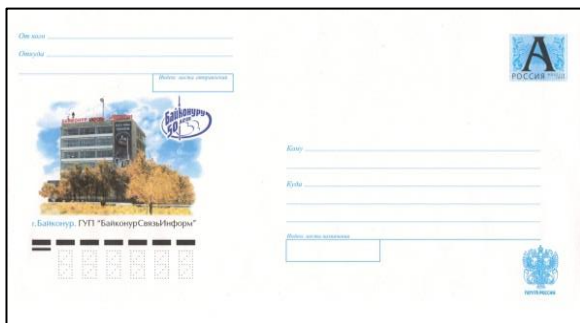 От кого
Откуда
Индекс места отправления
Байконуру
50 лет
г.Байконур. ГУП "БайконурСвязьИнформ"
А
РОССИЯ
Кому
Куда
Индекс места назначения
ПОЧТА РОССИИ